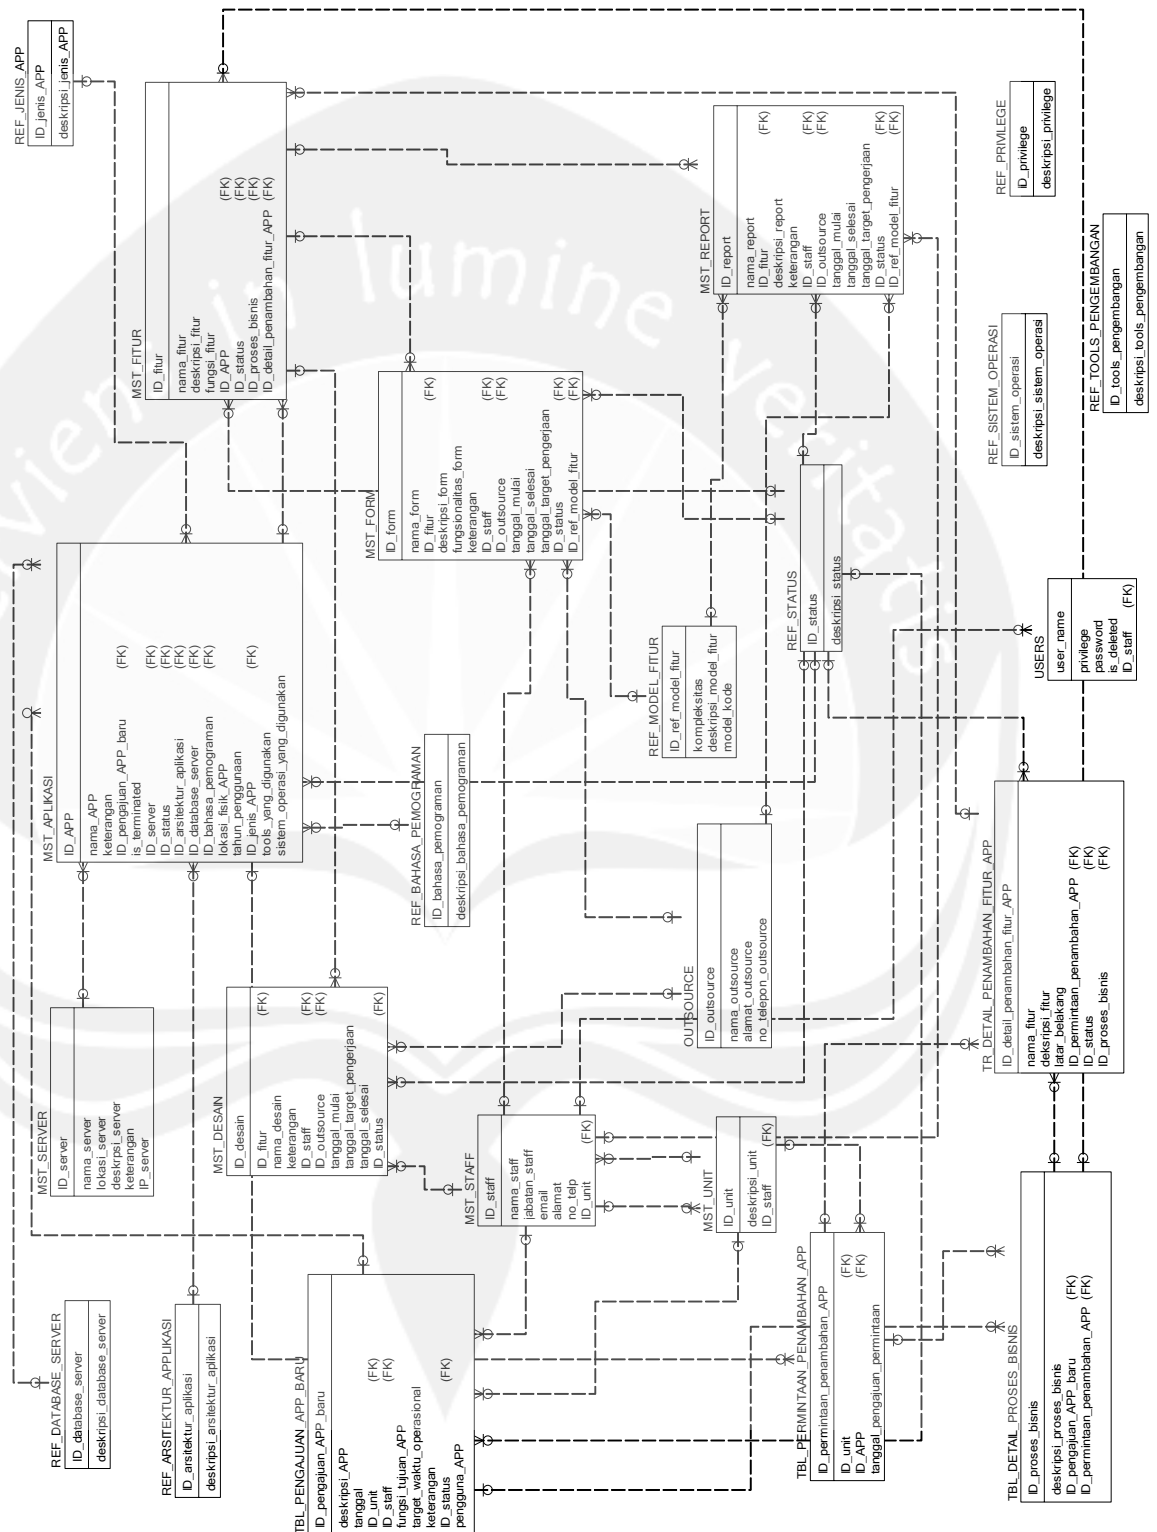 REF_DATABASE_SERVER
ID_database_server
deskripsi_database_server
REF_ARSITEKTUR_APPLIKASI
ID_arsitektur_aplikasi
deskripsi_arsitektur_aplikasi
TBL_PENGAJUAN_APP_BARU
ID_pengajuan_APP_baru
deskripsi_APP
tanggal
ID_unit (FK)
ID_staff (FK)
fungsi_tujuan_APP
target_waktu_operasional
keterangan
ID_status (FK)
pengguna_APP
TBL_PERMINTAAN_PENAMBAHAN_APP
ID_permintaan_penambahan_APP
ID_unit (FK)
ID_APP (FK)
tanggal_pengajuan_permintaan
TBL_DETAIL_PROSES_BISNIS
ID_proses_bisnis
deskripsi_proses_bisnis
ID_pengajuan_APP_baru (FK)
ID_permintaan_penambahan_APP (FK)
MST_SERVER
ID_server
nama_server
lokasi_server
deskrpsi_server
keterangan
IP_server
MST_DESAIN
ID_desain
ID_fitur (FK)
nama_desain
keterangan
ID_staff (FK)
ID_outsource (FK)
tanggal_mulai
tanggal_target_pengerjaan
tanggal_selesai
ID_status (FK)
MST_STAFF
ID_staff
nama_staff
jabatan_staff
email
alamat
no_telp
ID_unit (FK)
MST_UNIT
ID_unit
deskripsi_unit
ID_staff (FK)
OUTSOURCE
ID_outsource
nama_outsource
alamat_outsource
no_telepon_outsource
TR_DETAIL_PENAMBAHAN_FITUR_APP
ID_detail_penambahan_fitur_APP
nama_fitur
deksripsi_fitur
latar_belakang
ID_permintaan_penambahan_APP (FK)
ID_status (FK)
ID_proses_bisnis (FK)
MST_APLIKASI
ID_APP
nama_APP
keterangan
ID_pengajuan_APP_baru (FK)
is_terminated
ID_server (FK)
ID_status (FK)
ID_arsitektur_aplikasi (FK)
ID_database_server (FK)
ID_bahasa_pemograman (FK)
lokasi_fisik_APP
tahun_penggunaan
ID_jenis_APP (FK)
tools_yang_digunakan
sistem_operasi_yang_digunakan
REF_BAHASA_PEMOGRAMAN
ID_bahasa_pemograman
deskripsi_bahasa_pemograman
REF_MODEL_FITUR
ID_ref_model_fitur
kompleksitas
deskripsi_model_fitur
model_kode
REF_STATUS
ID_status
deskripsi_status
USERS
user_name
privilege
password
is_deleted
ID_staff (FK)
REF_JENIS_APP
ID_jenis_APP
deskripsi_jenis_APP
MST_FITUR
ID_fitur
nama_fitur
deskripsi_fitur
fungsi_fitur
ID_APP (FK)
ID_status (FK)
ID_proses_bisnis (FK)
ID_detail_penambahan_fitur_APP (FK)
MST_FORM
ID_form
nama_form
ID_fitur (FK)
deskripsi_form
fungsionalitas_form
keterangan
ID_staff (FK)
ID_outsource (FK)
tanggal_mulai
tanggal_selesai
tanggal_target_pengerjaan
ID_status (FK)
ID_ref_model_fitur (FK)
MST_REPORT
ID_report
nama_report
ID_fitur (FK)
deskripsi_report
keterangan
ID_staff (FK)
ID_outsource (FK)
tanggal_mulai
tanggal_selesai
tanggal_target_pengerjaan
ID_status (FK)
ID_ref_model_fitur (FK)
REF_SISTEM_OPERASI
ID_sistem_operasi
deskripsi_sistem_operasi
REF_PRIVILEGE
ID_privilege
deskripsi_privilege
REF_TOOLS_PENGEMBANGAN
ID_tools_pengembangan
deskripsi_tools_pengembangan
in lumine veritatis